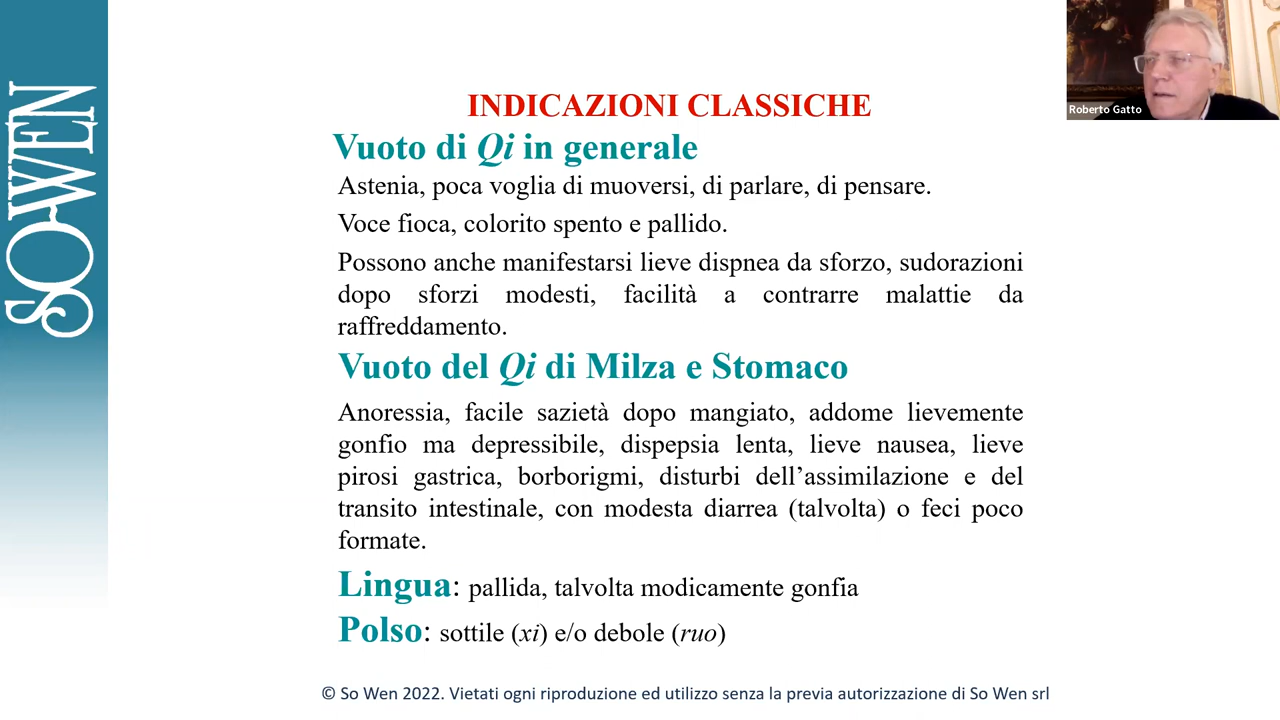 SO-WEN
Roberto Gatto
INDICAZIONI CLASSICHE
Vuoto di Qi in generale
Astenia, poca voglia di muoversi, di parlare, di pensare.
Voce fioca, colorito spento e pallido.
Possono anche manifestarsi lieve dispnea da sforzo, sudorazioni
dopo sforzi modesti, facilità a contrarre malattie da
raffreddamento.
Vuoto del Qi di Milza e Stomaco
Anoressia, facile sazietà dopo mangiato, addome lievemente
gonfio ma depressibile, dispepsia lenta, lieve nausea, lieve
pirosi gastrica, borborigmi, disturbi dell’assimilazione e del
transito intestinale, con modesta diarrea (talvolta) o feci poco
formate.
Lingua: pallida, talvolta modicamente gonfia
Polso: sottile (xi) e/o debole (ruo)
© So Wen 2022. Vietati ogni riproduzione ed utilizzo senza la previa autorizzazione di So Wen srl